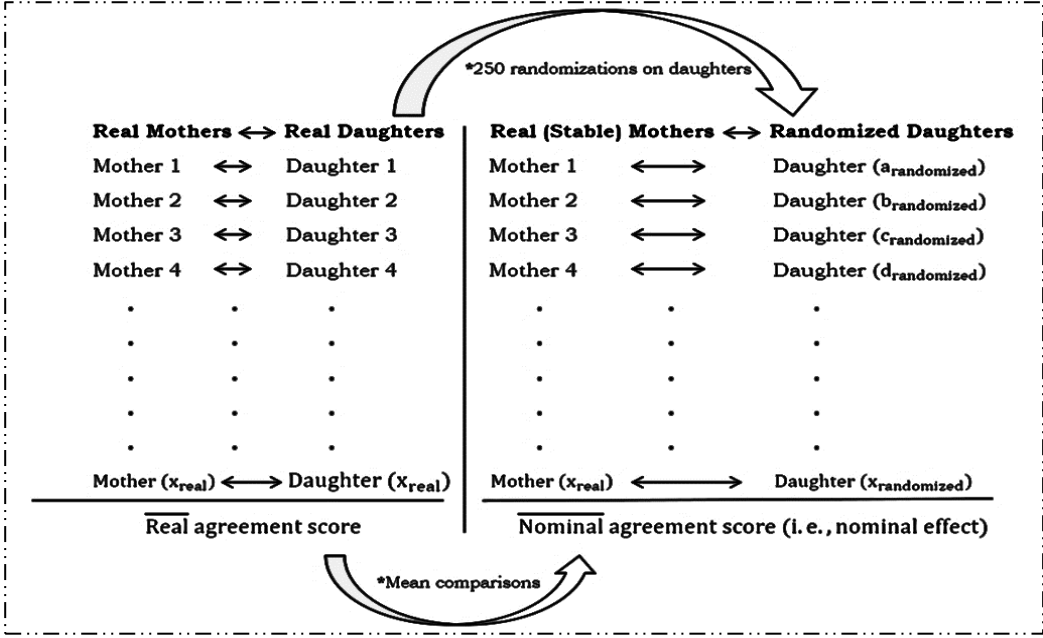 *250 randomizations on daughters
Real Mothers ↔ Real Daughters
Mother 1 ↔ Daughter 1
Mother 2 ↔ Daughter 2
Mother 3 ↔ Daughter 3
Mother 4 ↔ Daughter 4
Mother (xreal) ↔ Daughter (xreal)
Real agreement score
Real (Stable) Mothers ↔ Randomized Daughters
Mother 1 ↔ Daughter (arandomized)
Mother 2 ↔ Daughter (brandomized)
Mother 3 ↔ Daughter (crandomized)
Mother 4 ↔ Daughter (drandomized)
Mother (xreal) ↔ Daughter (xrandomized)
Nominal agreement score (i.e., nominal effect)
*Mean comparisons